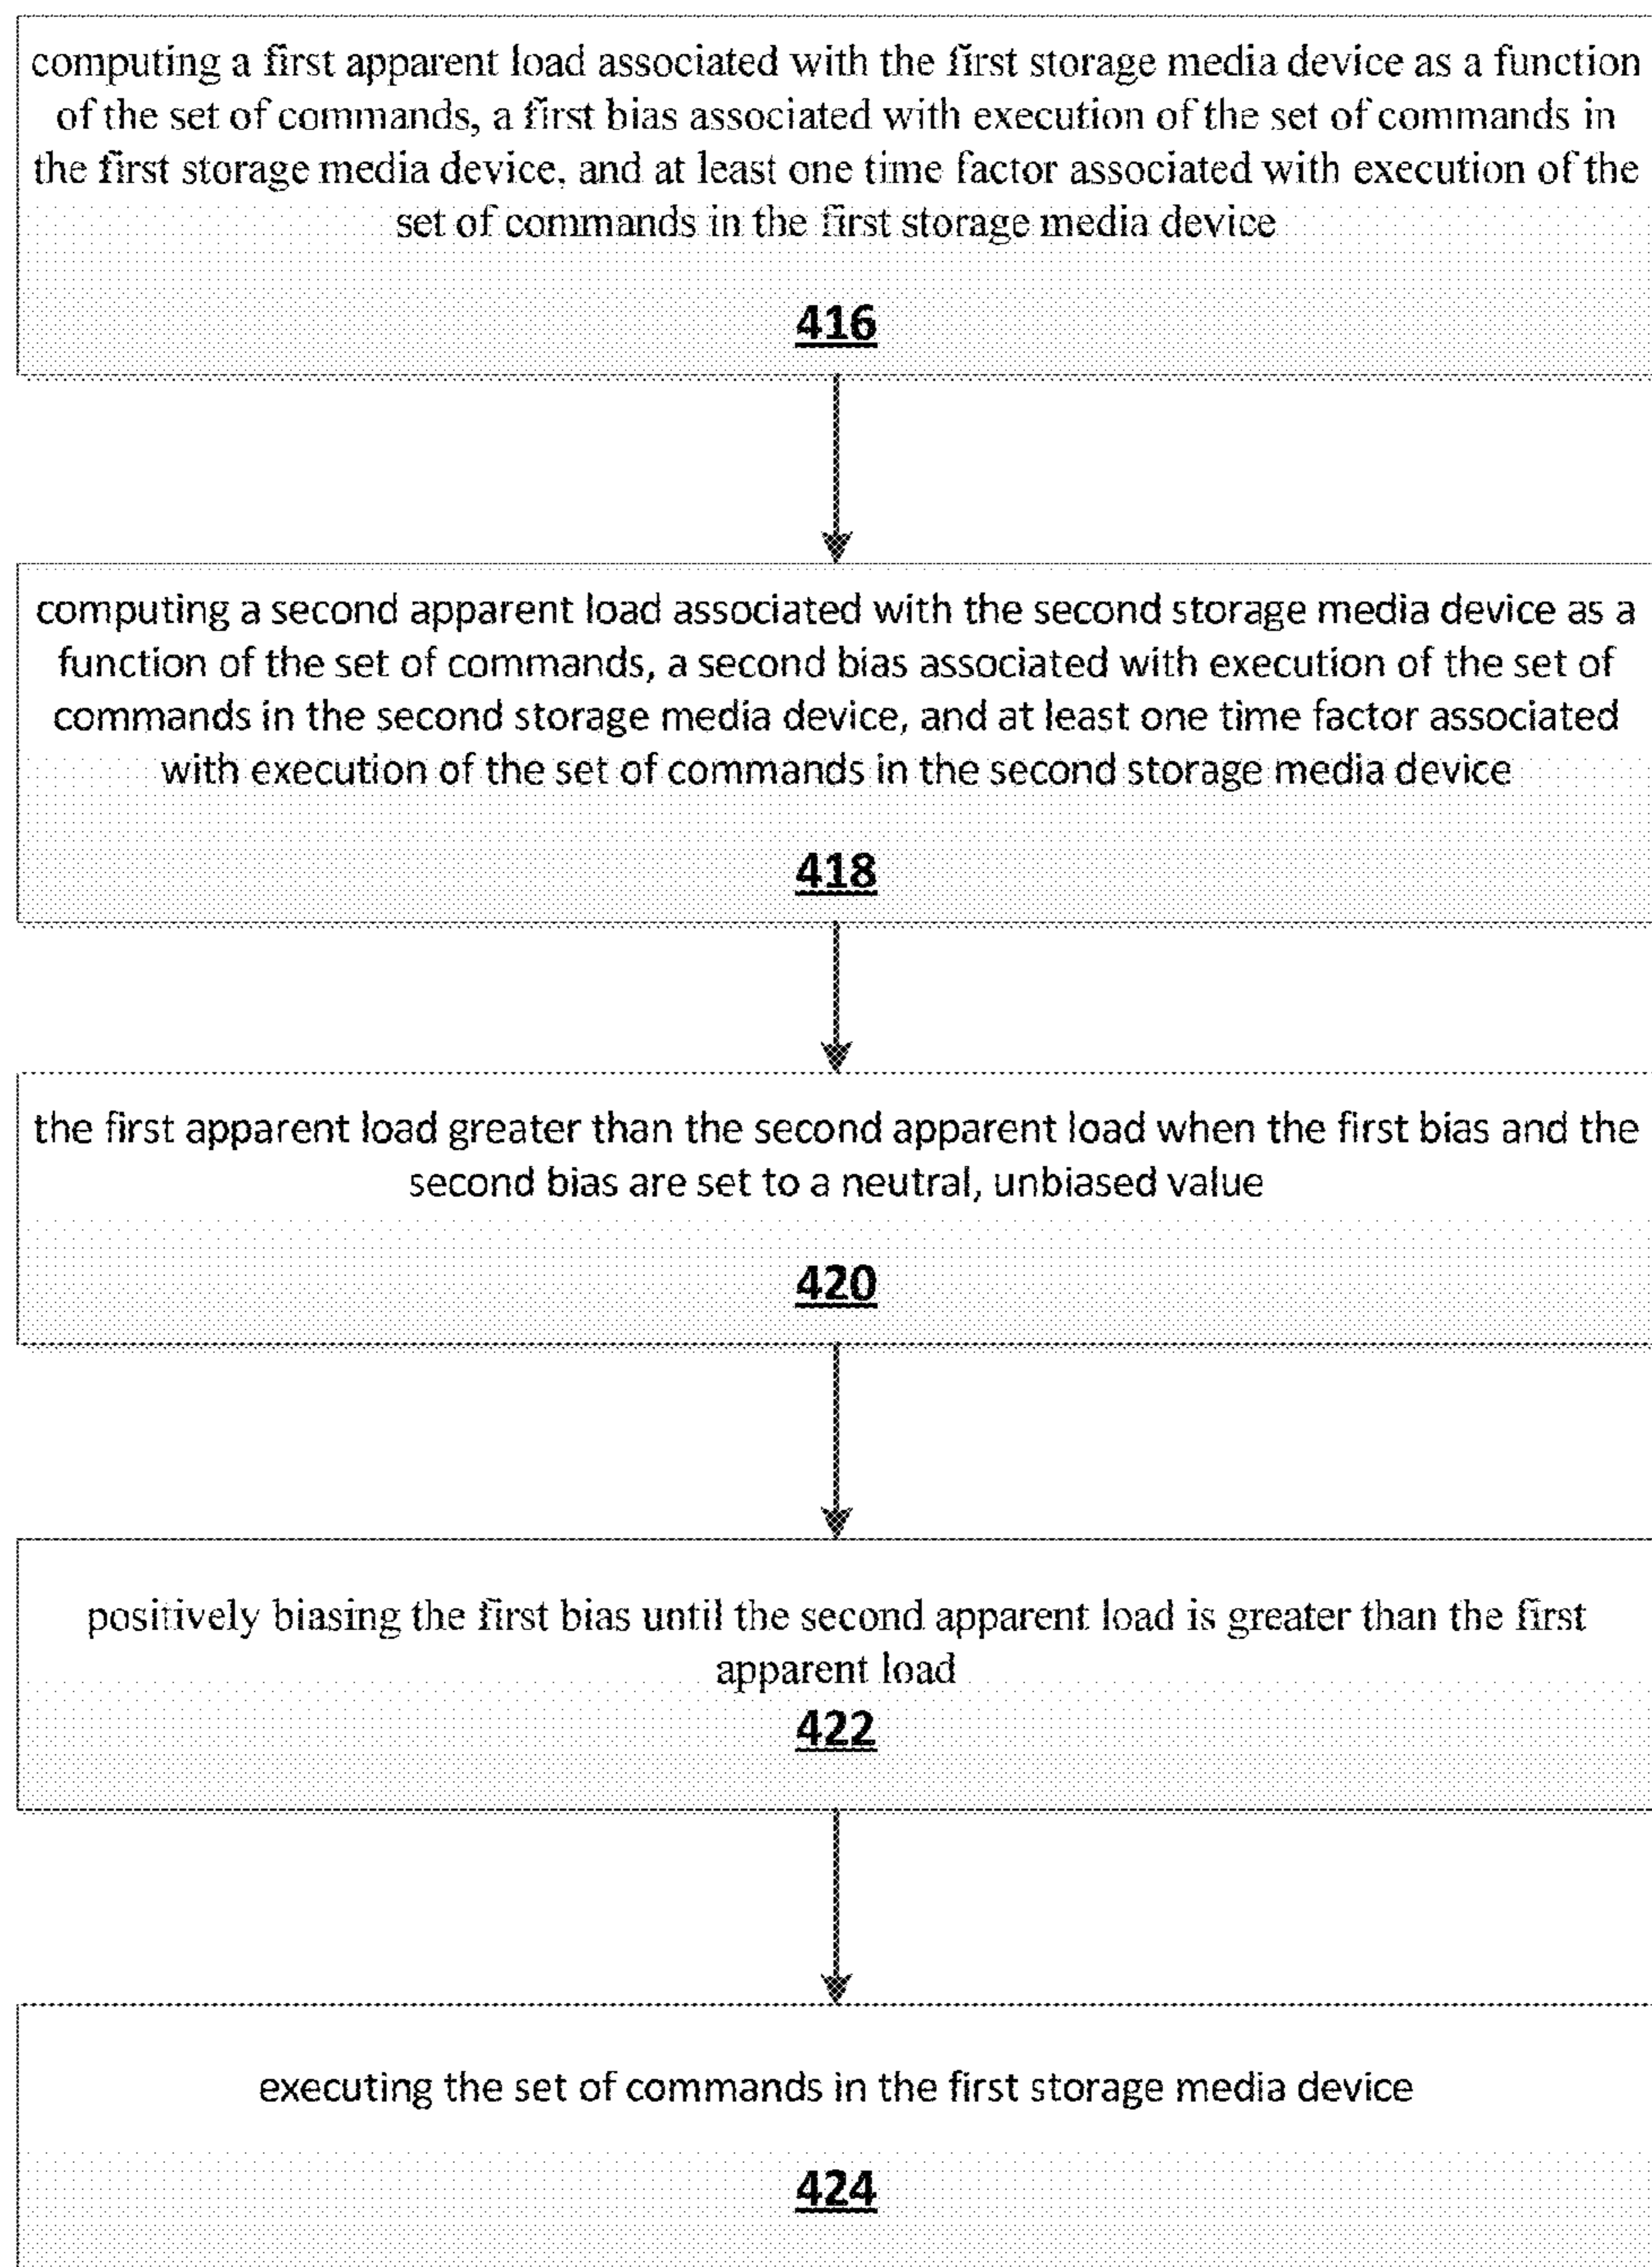 computing a first apparent load associated with the first storage media device as a function
of the set of commands, a first bias associated with execution of the set of commands in
the first storage media device, and at least one time factor associated with execution of the
set of commands in the first storage media device
416
computing a second apparent load associated with the second storage media device as a
function of the set of commands, a second bias associated with execution of the set of
commands in the second storage media device, and at least one time factor associated
with execution of the set of commands in the second storage media device
418
the first apparent load greater than the second apparent load when the first bias and the
second bias are set to a neutral, unbiased value
420
positively biasing the first bias until the second apparent load is greater than the first
apparent load
422
executing the set of commands in the first storage media device
424